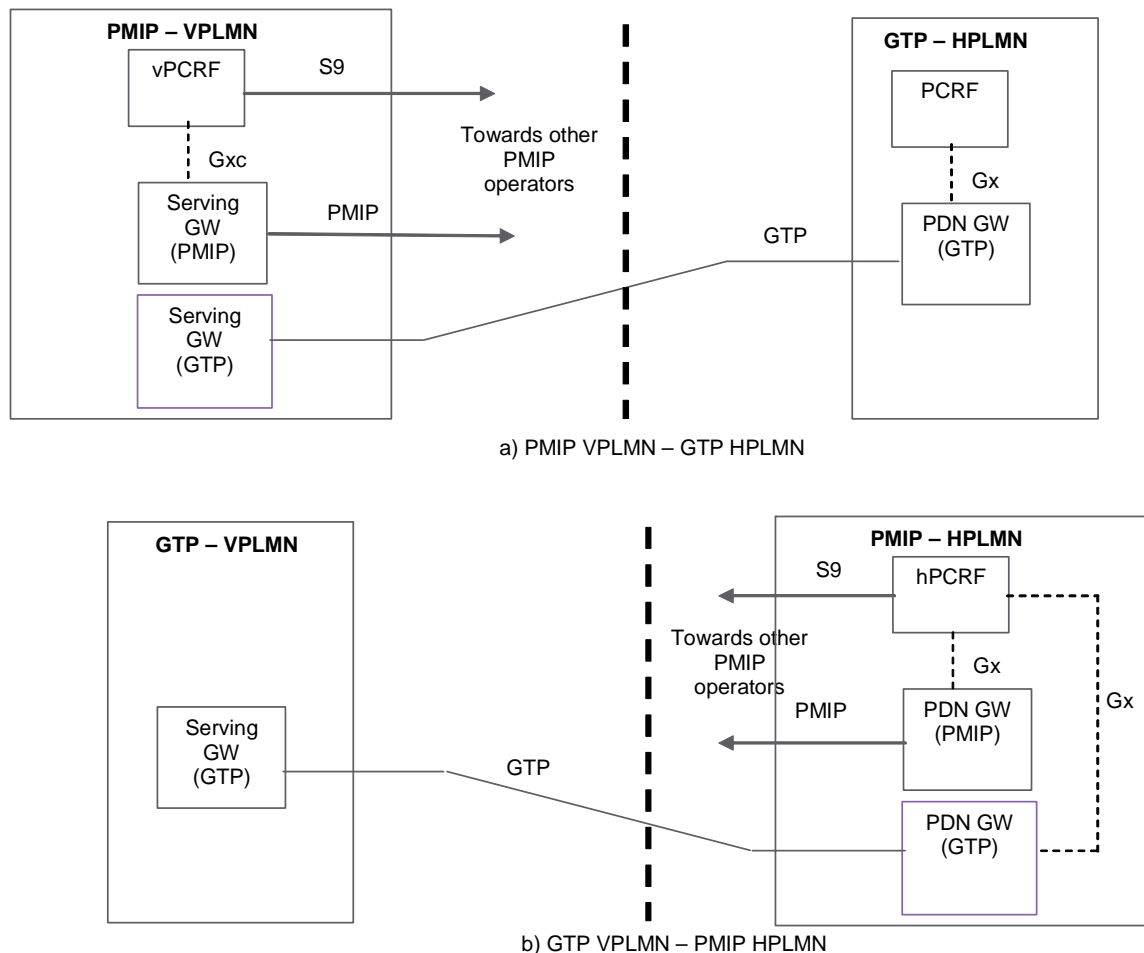 PMIP – VPLMN
vPCRF
S9
Gxc
Towards other
PMIP
operators
Serving
GW
(PMIP)
PMIP
Serving
GW
(GTP)
GTP
GTP – HPLMN
PCRF
Gx
PDN GW
(GTP)
a) PMIP VPLMN – GTP HPLMN
GTP – VPLMN
Serving
GW
(GTP)
GTP
PMIP – HPLMN
S9
hPCRF
Towards other
PMIP
operators
Gx
Gx
PMIP
PDN GW
(PMIP)
PDN GW
(GTP)
b) GTP VPLMN – PMIP HPLMN